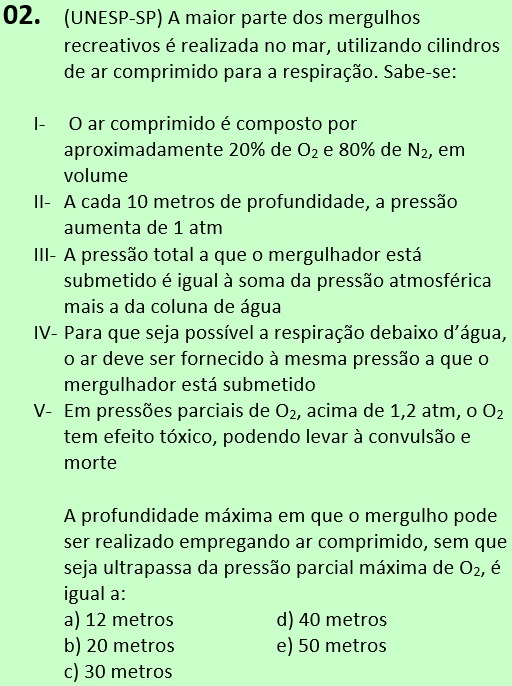 02. (UNESP-SP) A maior parte dos mergulhos
recreativos é realizada no mar, utilizando cilindros
de ar comprimido para a respiração. Sabe-se:
I- O ar comprimido é composto por
aproximadamente 20% de O₂ e 80% de N₂, em
volume
II- A cada 10 metros de profundidade, a pressão
aumenta de 1 atm
III- A pressão total a que o mergulhador está
submetido é igual à soma da pressão atmosférica
mais a da coluna de água
IV- Para que seja possível a respiração debaixo d’água,
o ar deve ser fornecido à mesma pressão a que o
mergulhador está submetido
V- Em pressões parciais de O₂, acima de 1,2 atm, o O₂
tem efeito tóxico, podendo levar à convulsão e
morte
A profundidade máxima em que o mergulho pode
ser realizado empregando ar comprimido, sem que
seja ultrapassa da pressão parcial máxima de O₂, é
igual a:
a) 12 metros d) 40 metros
b) 20 metros e) 50 metros
c) 30 metros